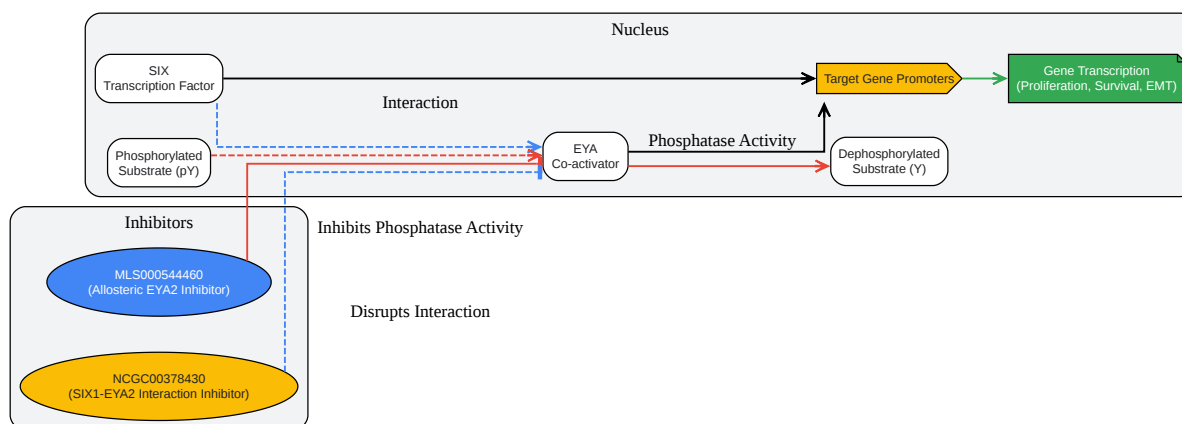 Nucleus
SIX
Transcription Factor
Target Gene Promoters
Gene Transcription
(Proliferation, Survival, EMT)
Interaction
Phosphorylated
Substrate (pY)
EYA
Co-activator
Phosphatase Activity
Dephosphorylated
Substrate (Y)
Inhibitors
Inhibits Phosphatase Activity
MLS000544460
(Allosteric EYA2 Inhibitor)
Disrupts Interaction
NCGC00378430
(SIX1-EYA2 Interaction Inhibitor)